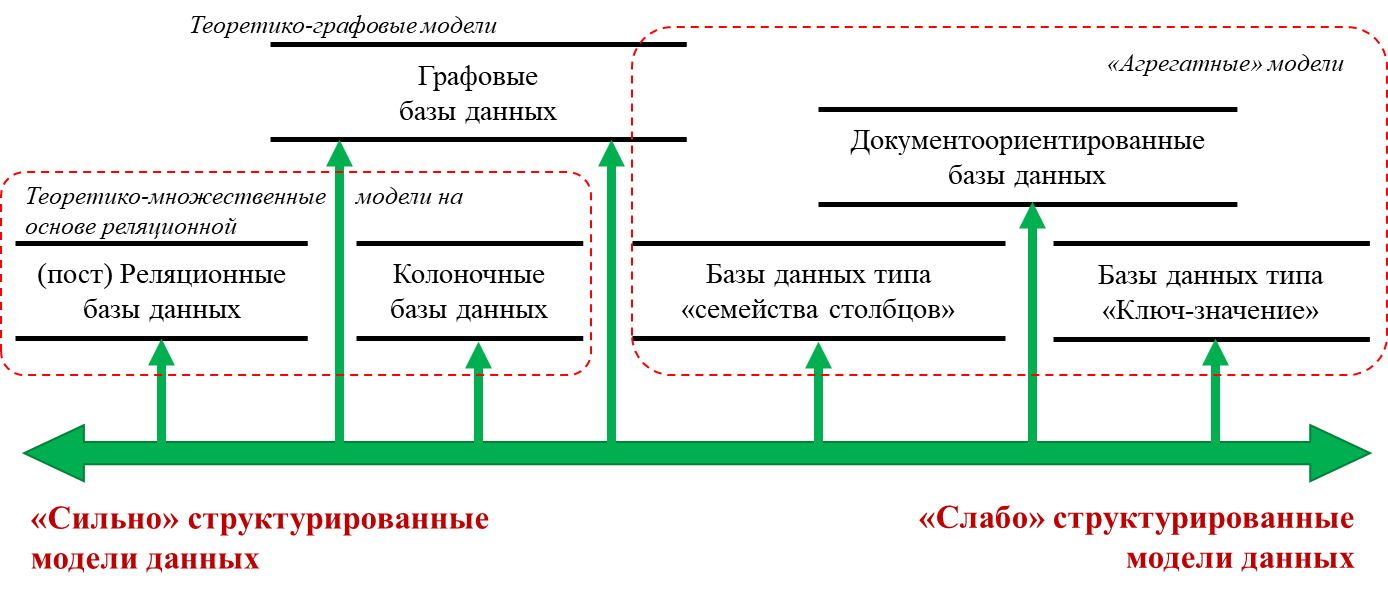 Теоретико-графовые модели
Графовые
базы данных
«Агрегатные» модели
Документоориентированные
базы данных
Теоретико-множественные модели на
основе реляционной
(пост) Реляционные
базы данных
Колоночные
базы данных
Базы данных типа
«семейства столбцов»
Базы данных типа
«Ключ-значение»
«Сильно» структурированные
модели данных
«Слабо» структурированные
модели данных